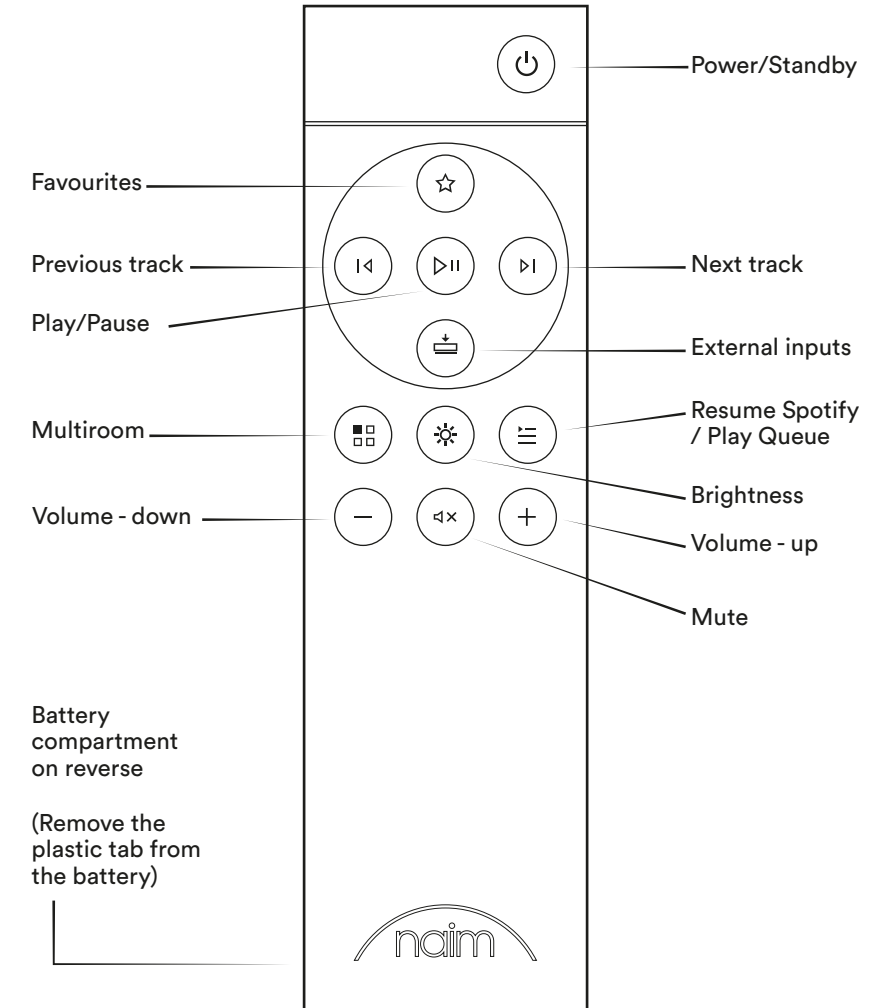 Power/Standby
Favourites
Previous track
Next track
Play/Pause
External inputs
Multiroom
Resume Spotify
/ Play Queue
Brightness
Volume - down
Volume - up
Mute
Battery
compartment
on reverse
(Remove the
plastic tab from
the battery)
naim